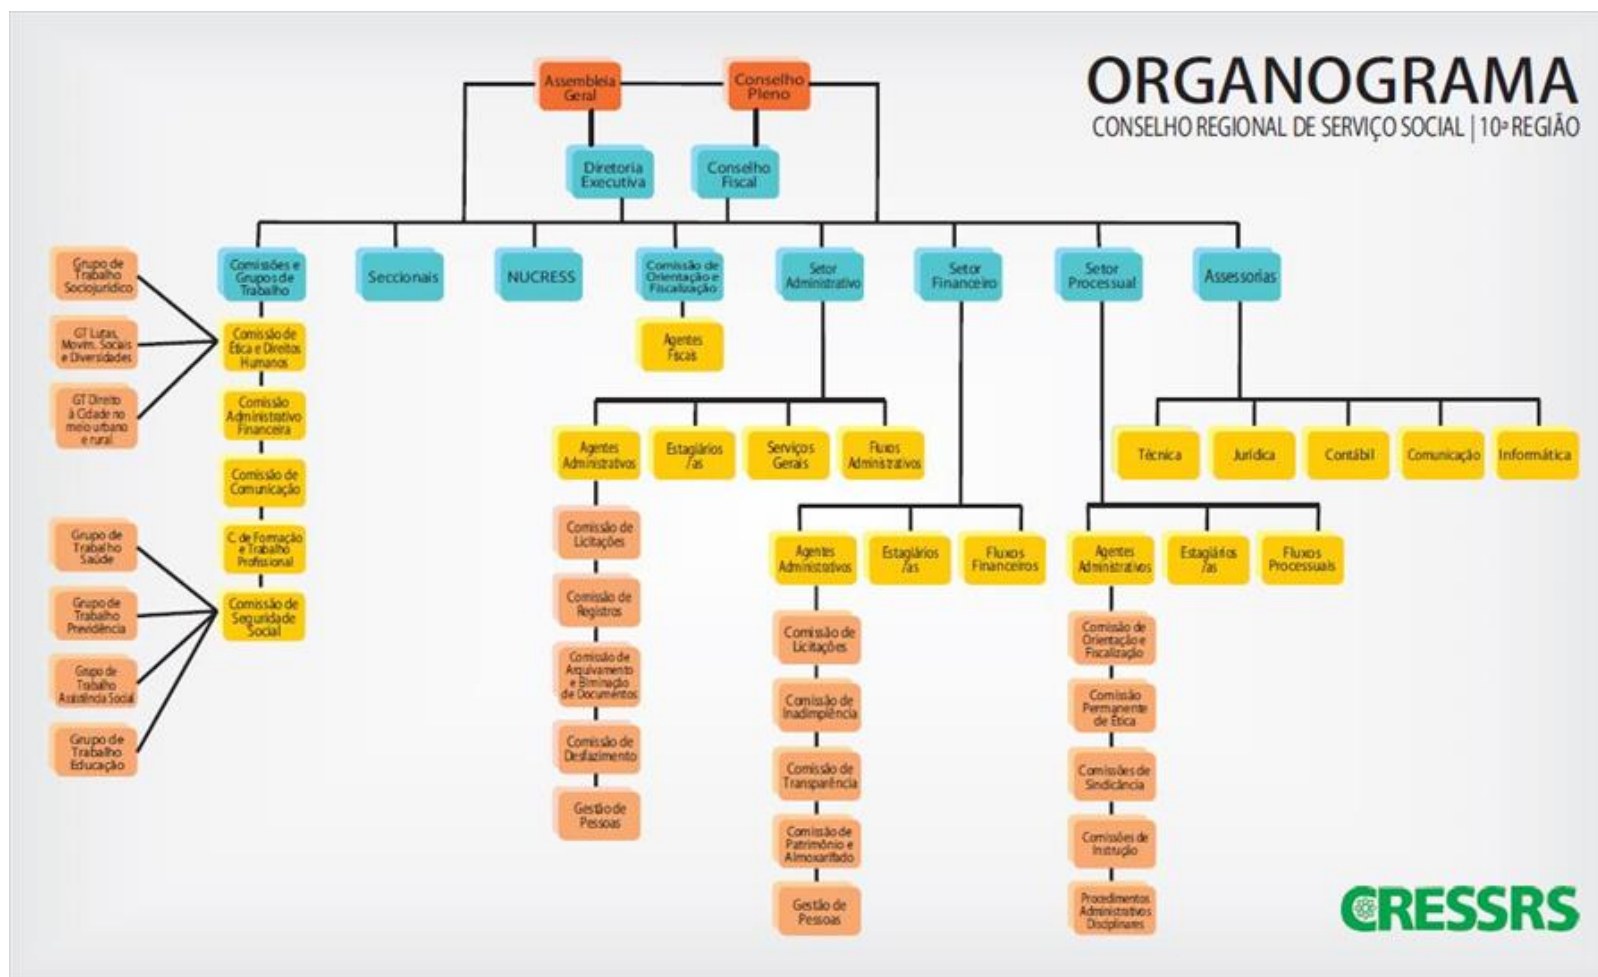 ORGANOGRAMA
CONSELHO REGIONAL DE SERVIÇO SOCIAL | 10ª REGIÃO
Assembleia
Geral
Conselho
Pleno
Diretoria
Executiva
Conselho
Fiscal
Comissões e
Grupos de
Trabalho
Seccionais
NUCRESS
Comissão de
Orientação e
Fiscalização
Setor
Administrativo
Setor
Financeiro
Setor
Processual
Assessorias
Grupo de
Trabalho
Sociojurídico
GT Lutas,
Movim. Sociais
e Diversidades
GT Direito
à Cidade no
meio urbano
e rural
Comissão de
Ética e Direitos
Humanos
Comissão
Administrativo
Financeira
Comissão de
Comunicação
C. de Formação
e Trabalho
Profissional
Comissão de
Seguridade
Social
Grupo de
Trabalho
Saúde
Grupo de
Trabalho
Previdência
Grupo de
Trabalho
Assistência Social
Grupo de
Trabalho
Educação
Agentes
Fiscais
Agentes
Administrativos
Estagiários
/as
Serviços
Gerais
Fluxos
Administrativos
Comissão de
Licitações
Comissão de
Registros
Comissão de
Arquivamento
e Eliminação
de Documentos
Comissão de
Desfazimento
Gestão de
Pessoas
Agentes
Administrativos
Estagiários
/as
Fluxos
Financeiros
Comissão de
Licitações
Comissão de
Inadimplência
Comissão de
Transparência
Comissão de
Patrimônio e
Almoxarifado
Gestão de
Pessoas
Agentes
Administrativos
Estagiários
/as
Fluxos
Processuais
Comissão de
Orientação e
Fiscalização
Comissão
Permanente
de Ética
Comissões de
Sindicância
Comissões de
Instrução
Procedimentos
Administrativos
Disciplinares
Técnica
Jurídica
Contábil
Comunicação
Informática
CRESSRS